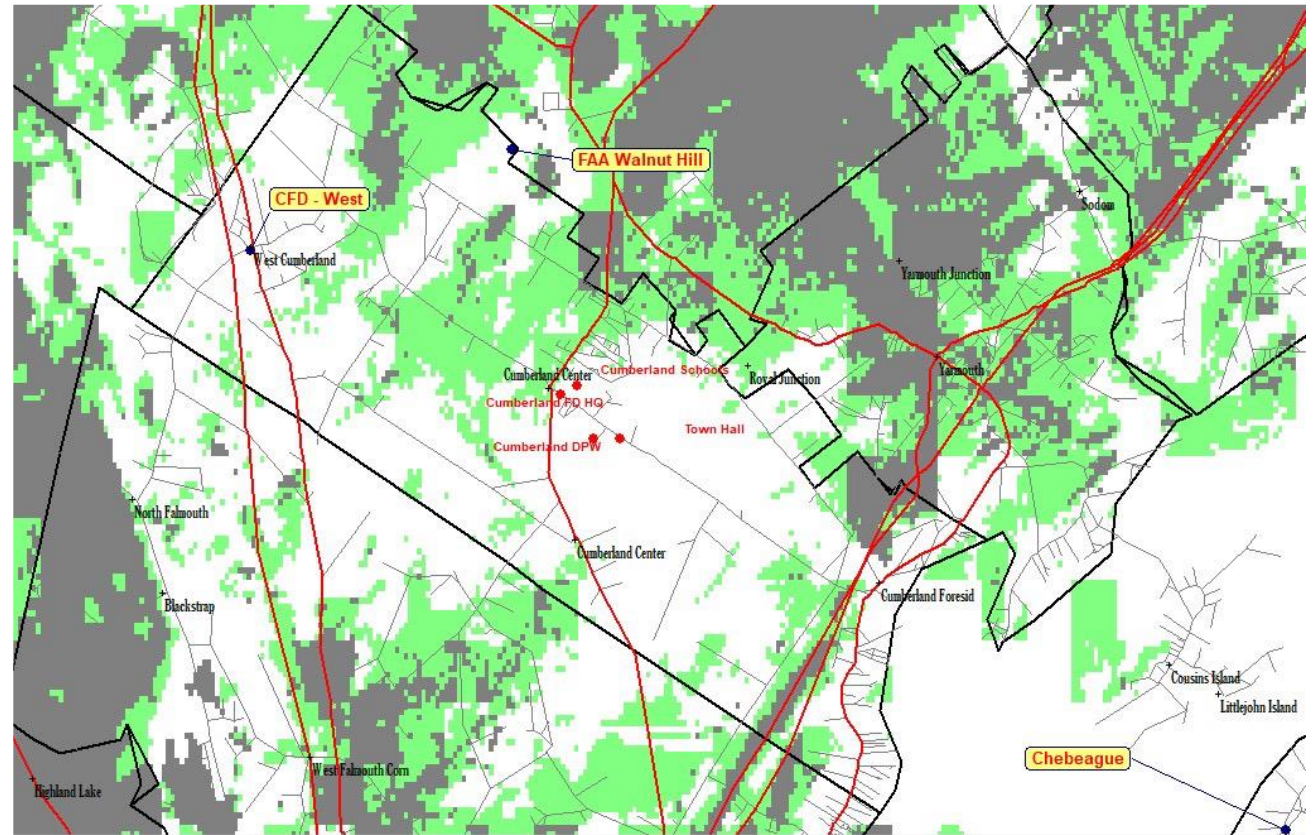 FAA Walnut Hill
CFD - West
Sodom
West Cumberland
Yarmouth Junction
Yarmouth
Cumberland Schools
Royal Junction
Cumberland Center
Cumberland FD HQ
Town Hall
Cumberland DPW
North Falmouth
Cumberland Center
Blackstrap
Cumberland Foresid
Cousins Island
Littlejohn Island
Chebeague
West Falmouth Corn
Highland Lake